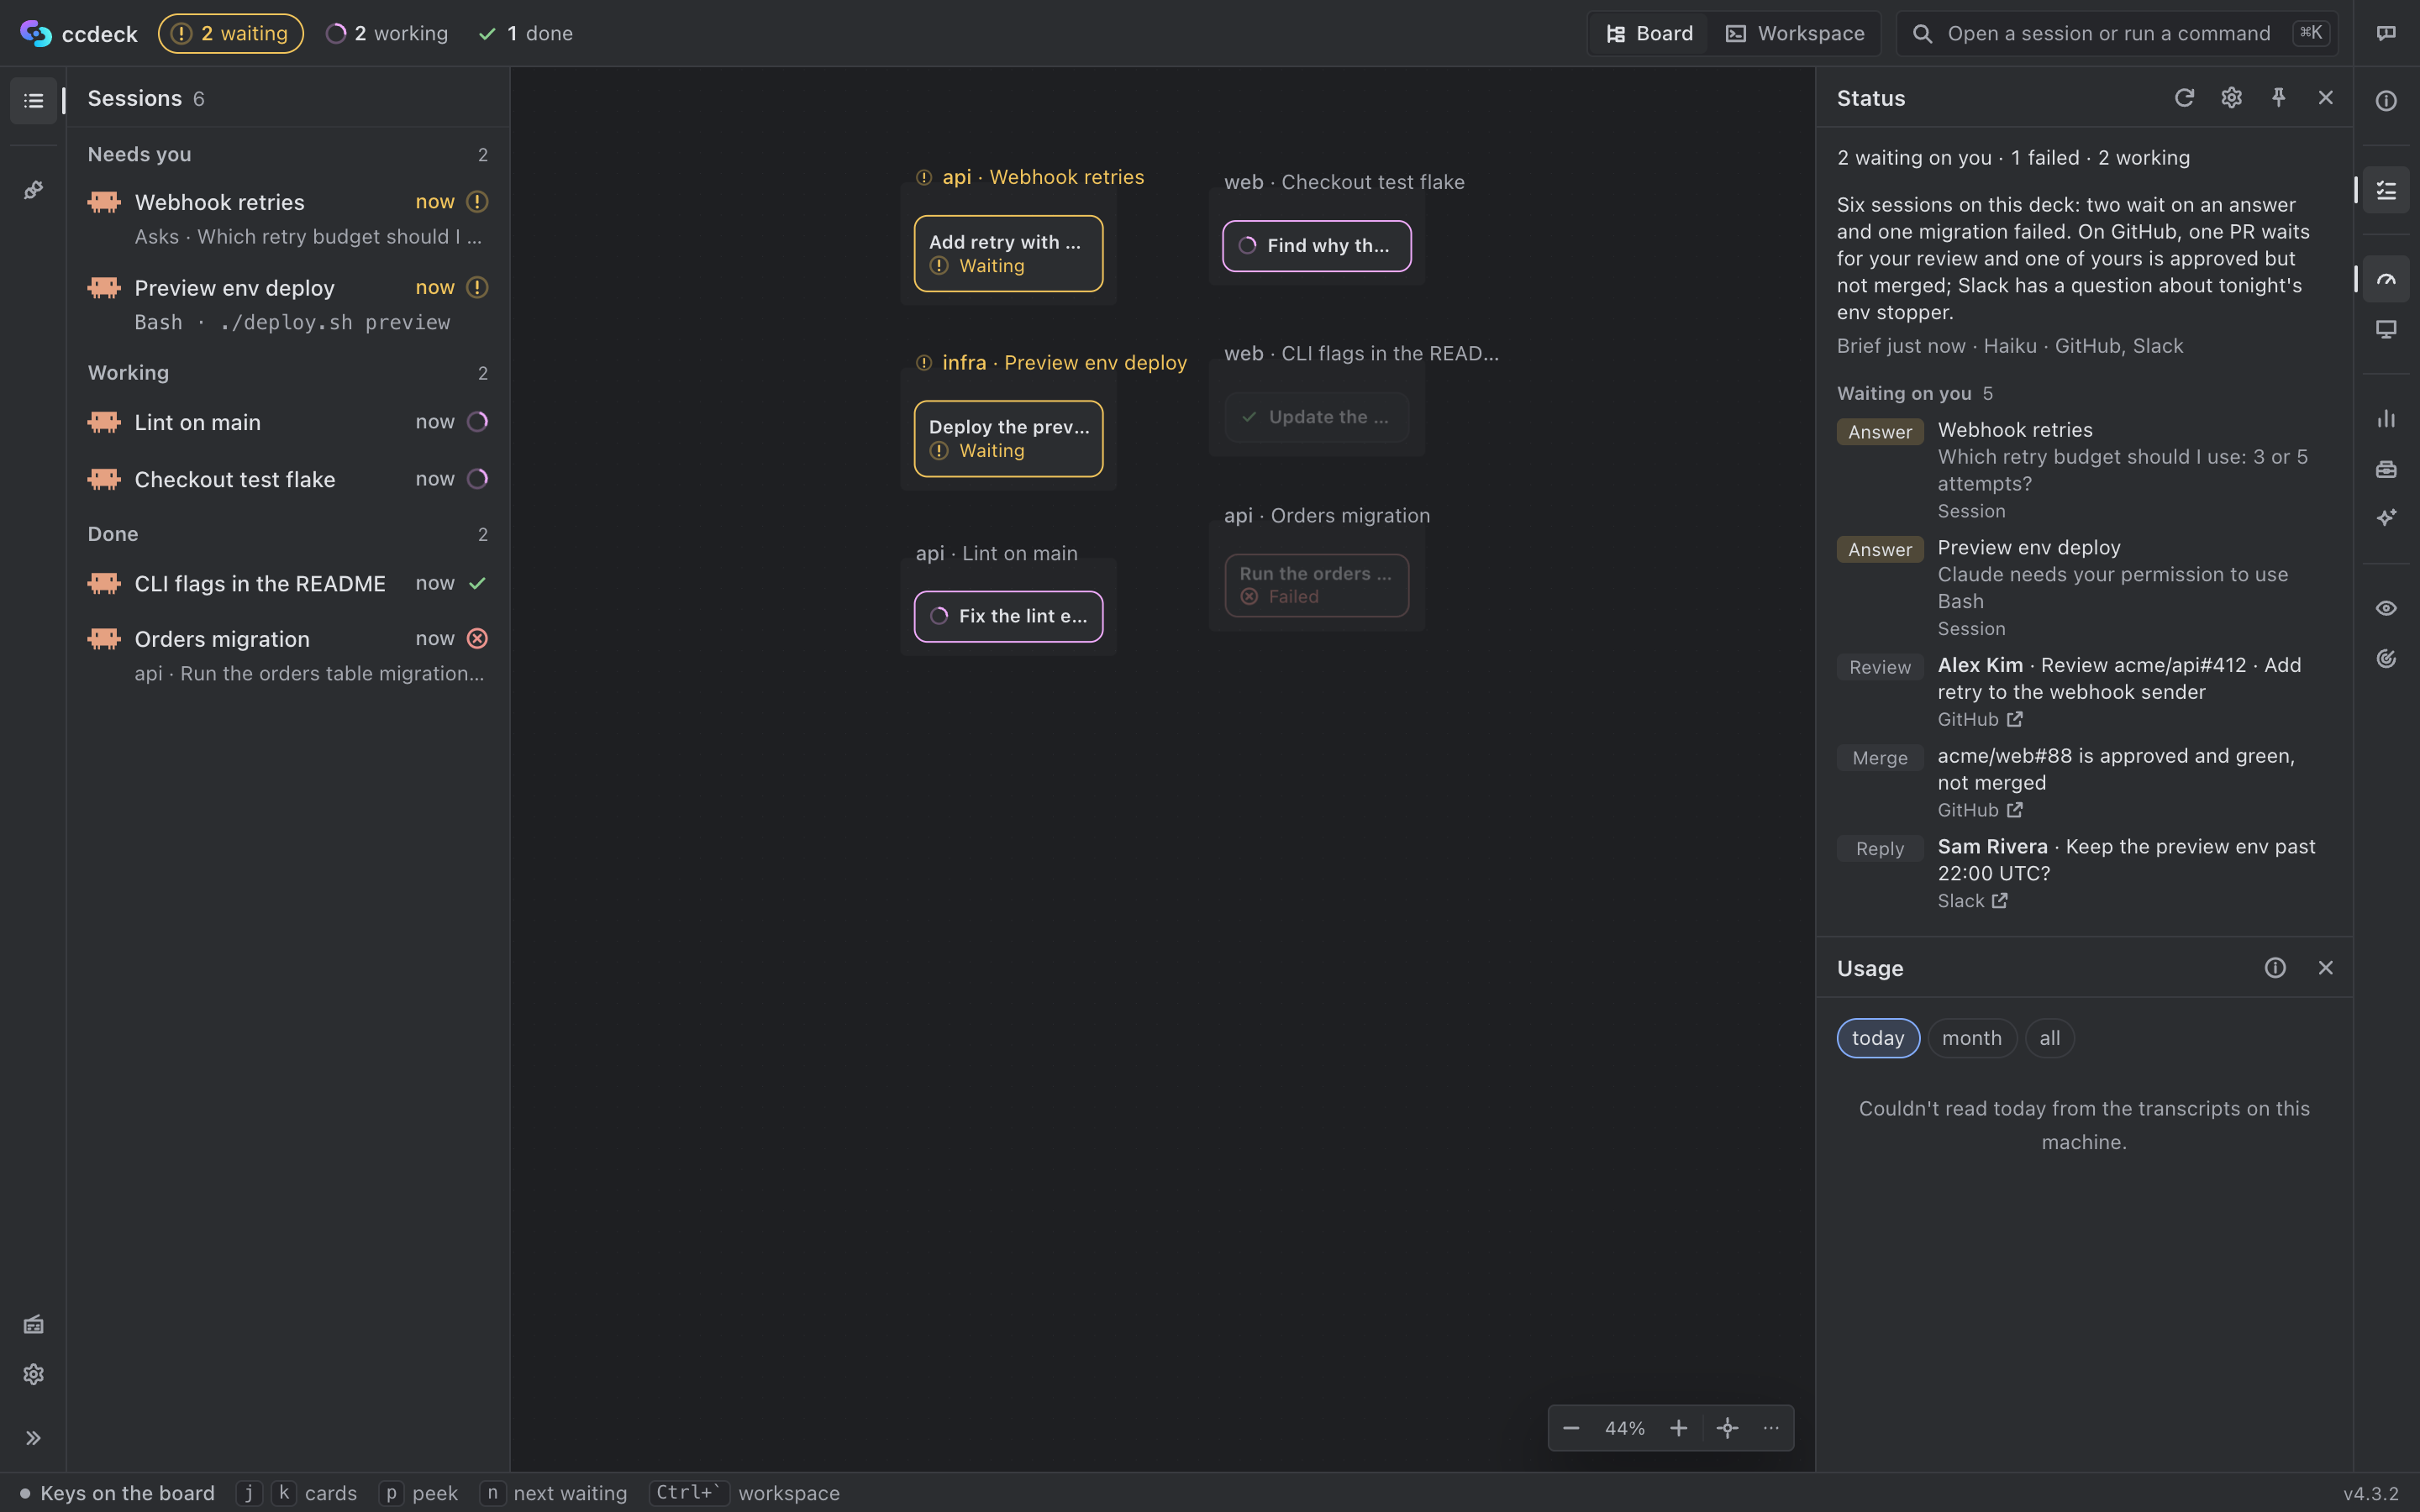 ccdeck
2 waiting
2 working
1 done
Board
Workspace
Open a session or run a command
⌘K
Sessions 6
Needs you 2
Webhook retries now
Asks · Which retry budget should I ...
Preview env deploy now
Bash · ./deploy.sh preview
Working 2
Lint on main now
Checkout test flake now
Done 2
CLI flags in the README now
Orders migration now
api · Run the orders table migration...
api · Webhook retries
Add retry with ...
Waiting
infra · Preview env deploy
Deploy the prev...
Waiting
api · Lint on main
Fix the lint e...
web · Checkout test flake
Find why th...
web · CLI flags in the READ...
Update the ...
api · Orders migration
Run the orders ...
Failed
44%
Status
2 waiting on you · 1 failed · 2 working
Six sessions on this deck: two wait on an answer
and one migration failed. On GitHub, one PR waits
for your review and one of yours is approved but
not merged; Slack has a question about tonight's
env stopper.
Brief just now · Haiku · GitHub, Slack
Waiting on you 5
Answer
Webhook retries
Which retry budget should I use: 3 or 5
attempts?
Session
Answer
Preview env deploy
Claude needs your permission to use
Bash
Session
Review
Alex Kim · Review acme/api#412 · Add
retry to the webhook sender
GitHub
Merge
acme/web#88 is approved and green,
not merged
GitHub
Reply
Sam Rivera · Keep the preview env past
22:00 UTC?
Slack
Usage
today
month
all
Couldn't read today from the transcripts on this
machine.
Keys on the board j k cards p peek n next waiting Ctrl+` workspace
v4.3.2